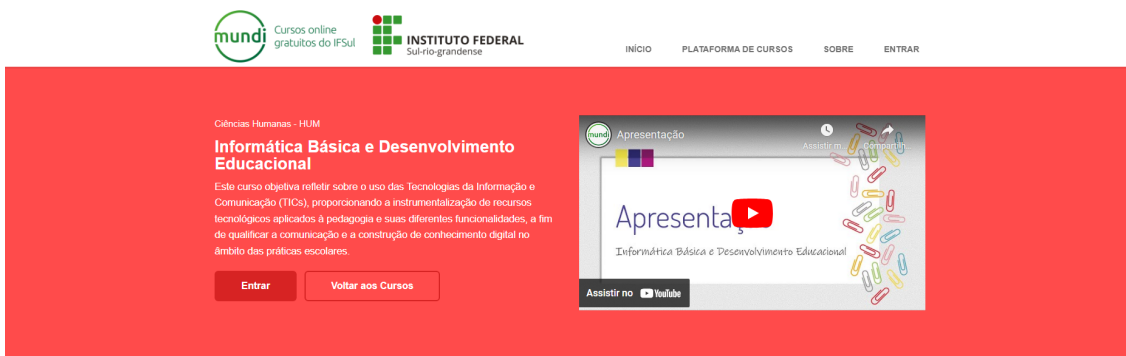 mundi
Cursos online
gratuitos do IFSul
INSTITUTO FEDERAL
Sul-rio-grandense
INÍCIO
PLATAFORMA DE CURSOS
SOBRE
ENTRAR
Ciências Humanas - HUM
Informática Básica e Desenvolvimento
Educacional
Este curso objetiva refletir sobre o uso das Tecnologias da Informação e
Comunicação (TICs), proporcionando a instrumentalização de recursos
tecnológicos aplicados à pedagogia e suas diferentes funcionalidades, a fim
de qualificar a comunicação e a construção de conhecimento digital no
âmbito das práticas escolares.
Entrar
Voltar aos Cursos
mundi
Apresentação
Assistir m...
Compartilh...
Apresenta
Informática Básica e Desenvolvimento Educacional
Assistir no YouTube